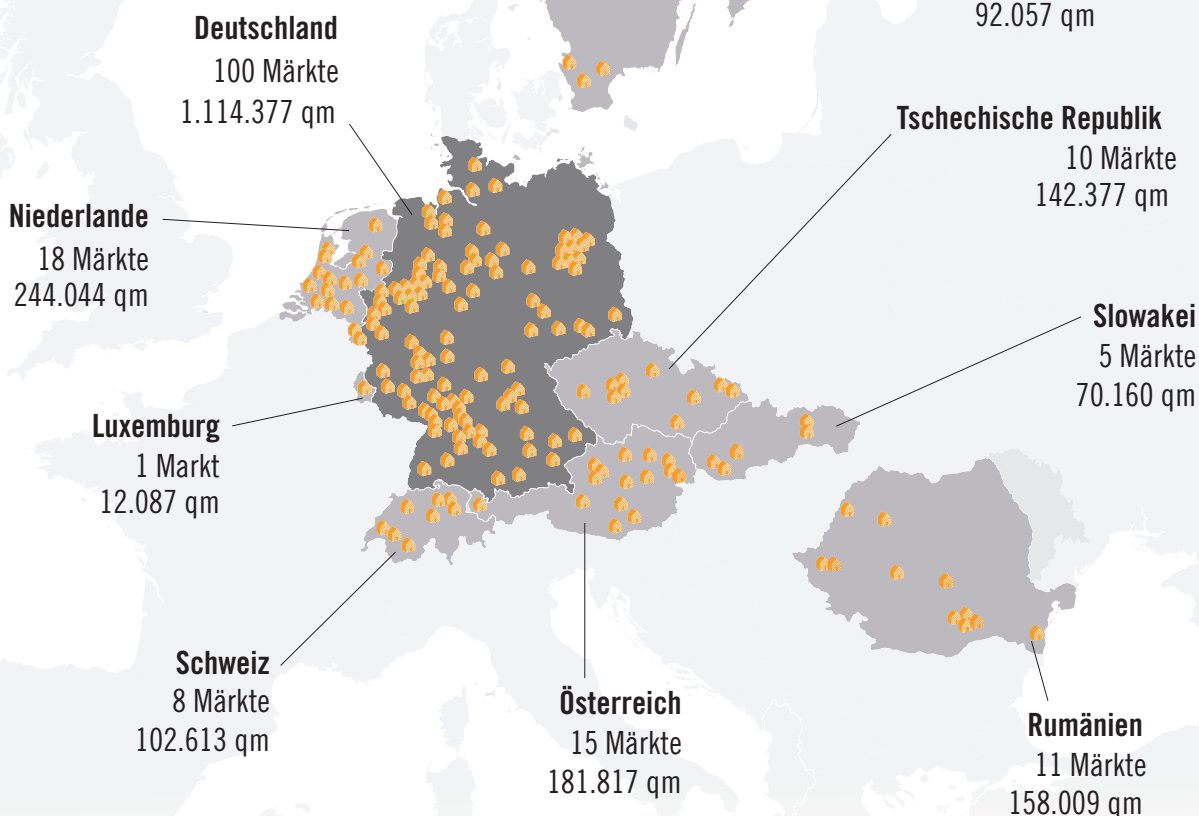 92.057 qm
Deutschland
100 Märkte
1.114.377 qm
Tschechische Republik
10 Märkte
142.377 qm
Niederlande
18 Märkte
244.044 qm
Slowakei
5 Märkte
70.160 qm
Luxemburg
1 Markt
12.087 qm
Schweiz
8 Märkte
102.613 qm
Österreich
15 Märkte
181.817 qm
Rumänien
11 Märkte
158.009 qm